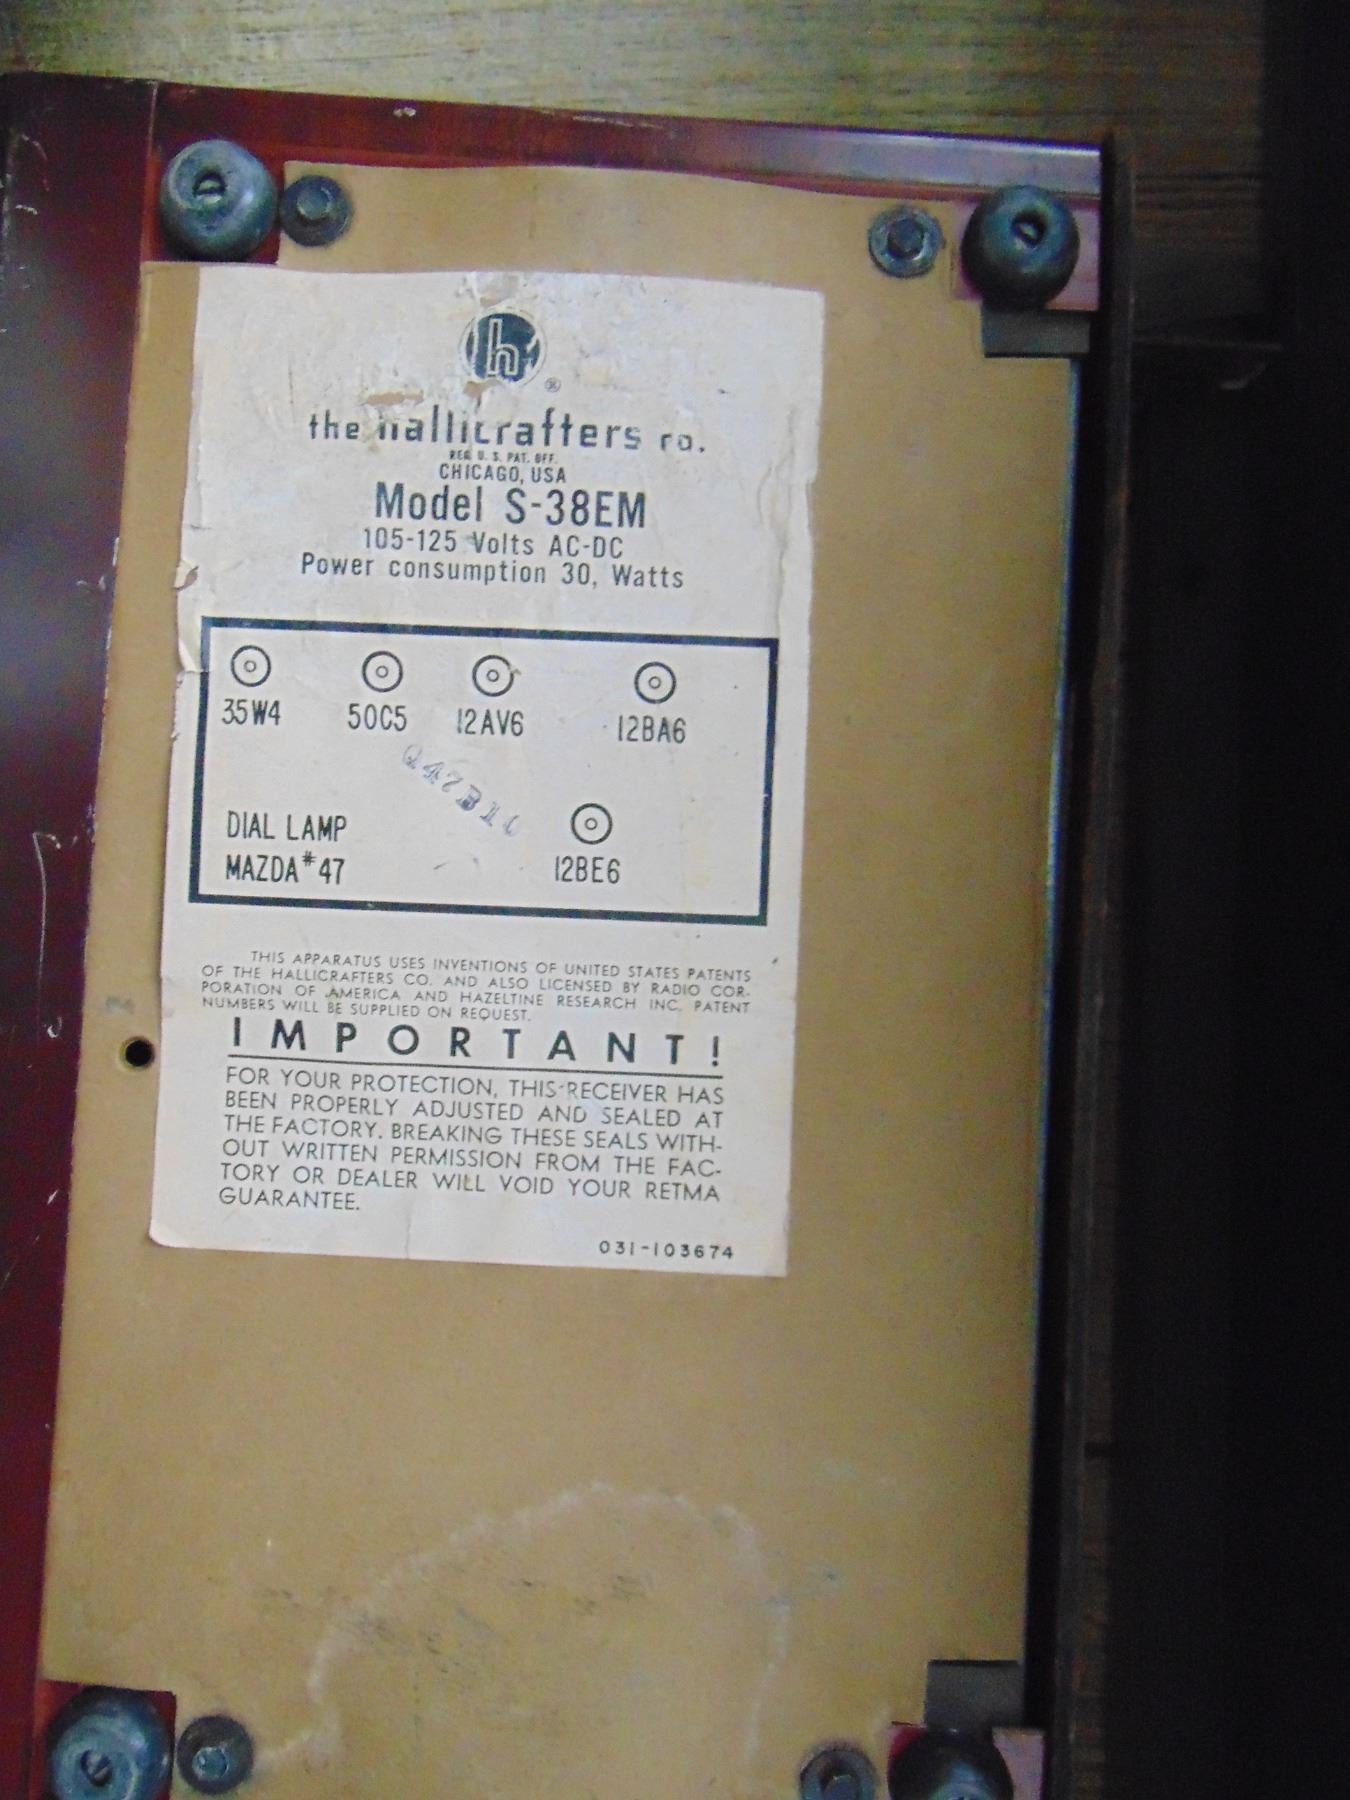 h
®
the hallicrafters co.
REG. U. S. PAT. OFF.
CHICAGO, USA
Model S-38EM
105-125 Volts AC-DC
Power consumption 30, Watts
35W4 50C5 12AV6 12BA6
DIAL LAMP
MAZDA #47
12BE6
THIS APPARATUS USES INVENTIONS OF UNITED STATES PATENTS
OF THE HALLICRAFTERS CO. AND ALSO LICENSED BY RADIO COR-
PORATION OF AMERICA AND HAZELTINE RESEARCH INC. PATENT
NUMBERS WILL BE SUPPLIED ON REQUEST.
IMPORTANT!
FOR YOUR PROTECTION, THIS RECEIVER HAS
BEEN PROPERLY ADJUSTED AND SEALED AT
THE FACTORY. BREAKING THESE SEALS WITH-
OUT WRITTEN PERMISSION FROM THE FAC-
TORY OR DEALER WILL VOID YOUR RETMA
GUARANTEE.
031-103674